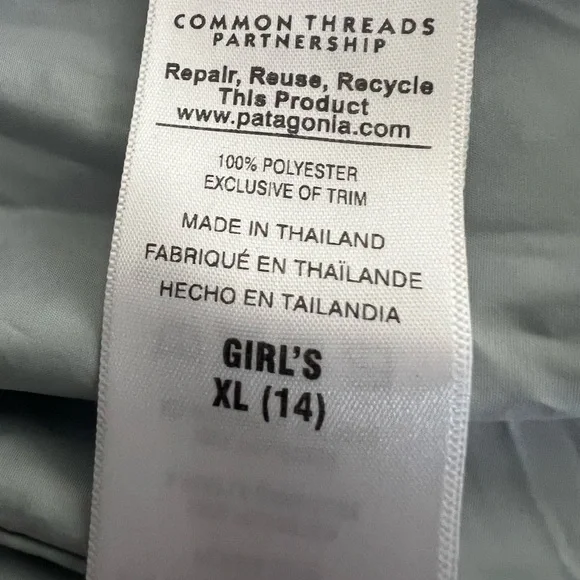 COMMON THREADS
PARTNERSHIP
Repair, Reuse, Recycle
This Product
www.patagonia.com
100% POLYESTER
EXCLUSIVE OF TRIM
MADE IN THAILAND
FABRIQUÉ EN THAÏLANDE
HECHO EN TAILANDIA
GIRL'S
XL (14)